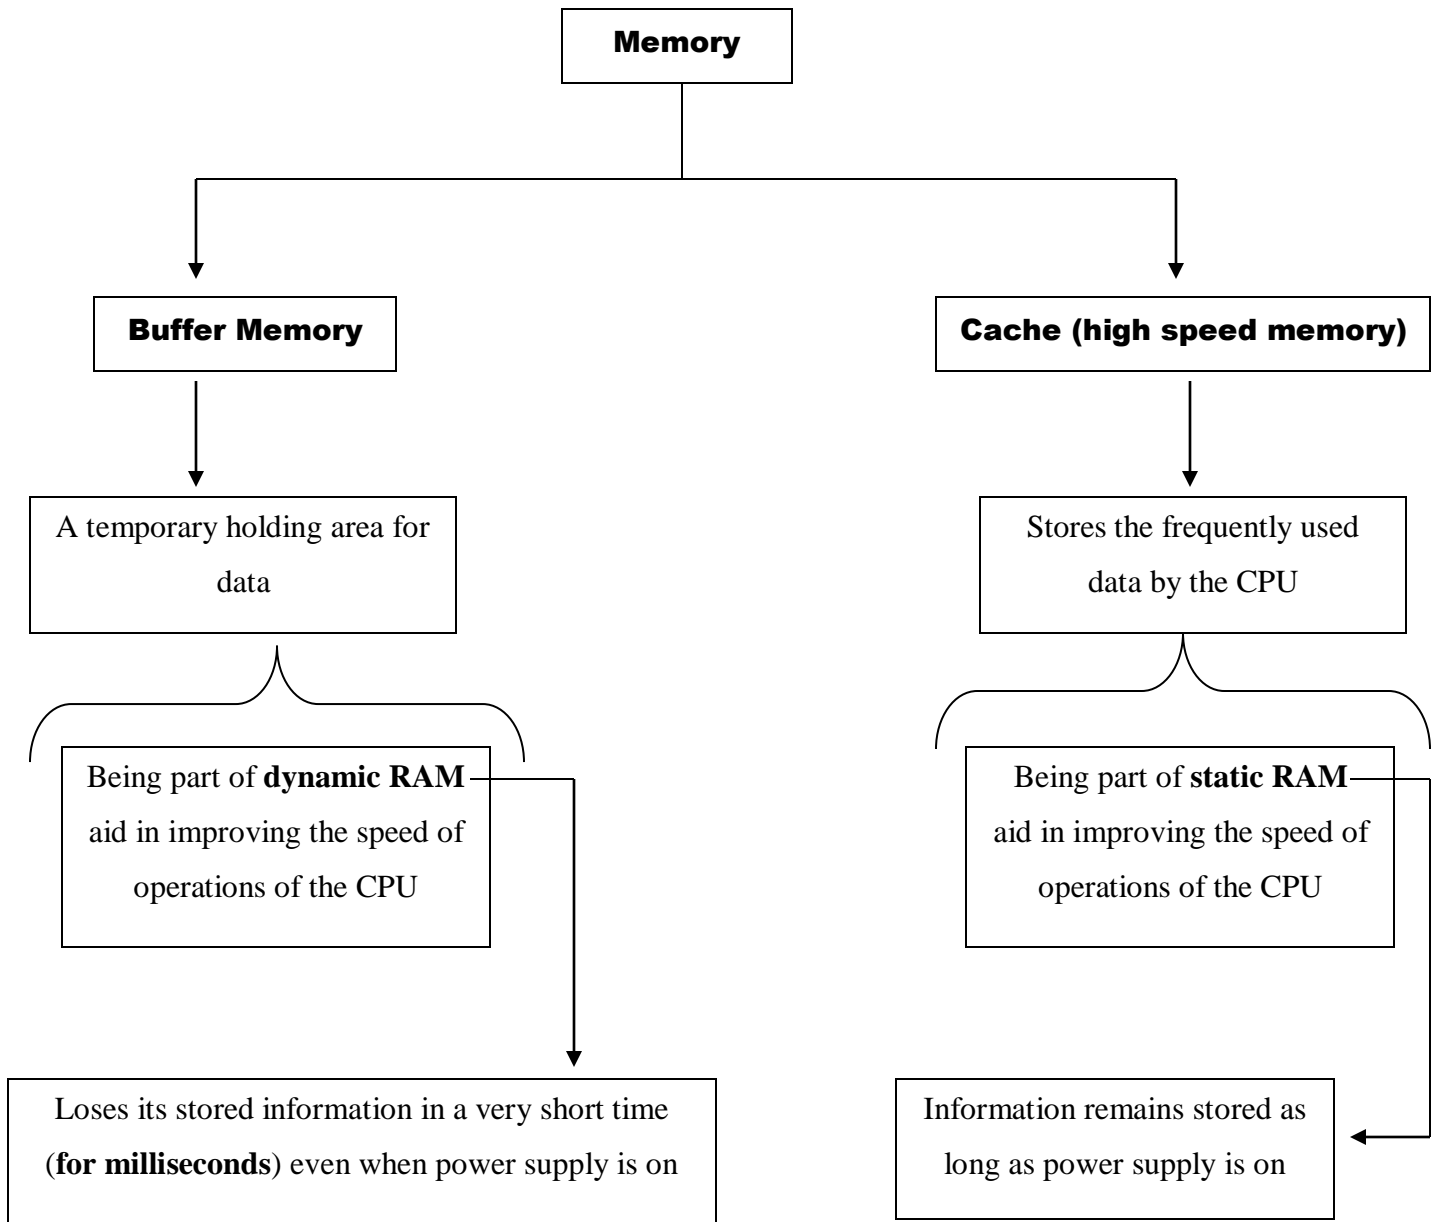 Memory
Buffer Memory
Cache (high speed memory)
A temporary holding area for
data
Stores the frequently used
data by the CPU
Being part of dynamic RAM
aid in improving the speed of
operations of the CPU
Being part of static RAM
aid in improving the speed of
operations of the CPU
Loses its stored information in a very short time
(for milliseconds) even when power supply is on
Information remains stored as
long as power supply is on